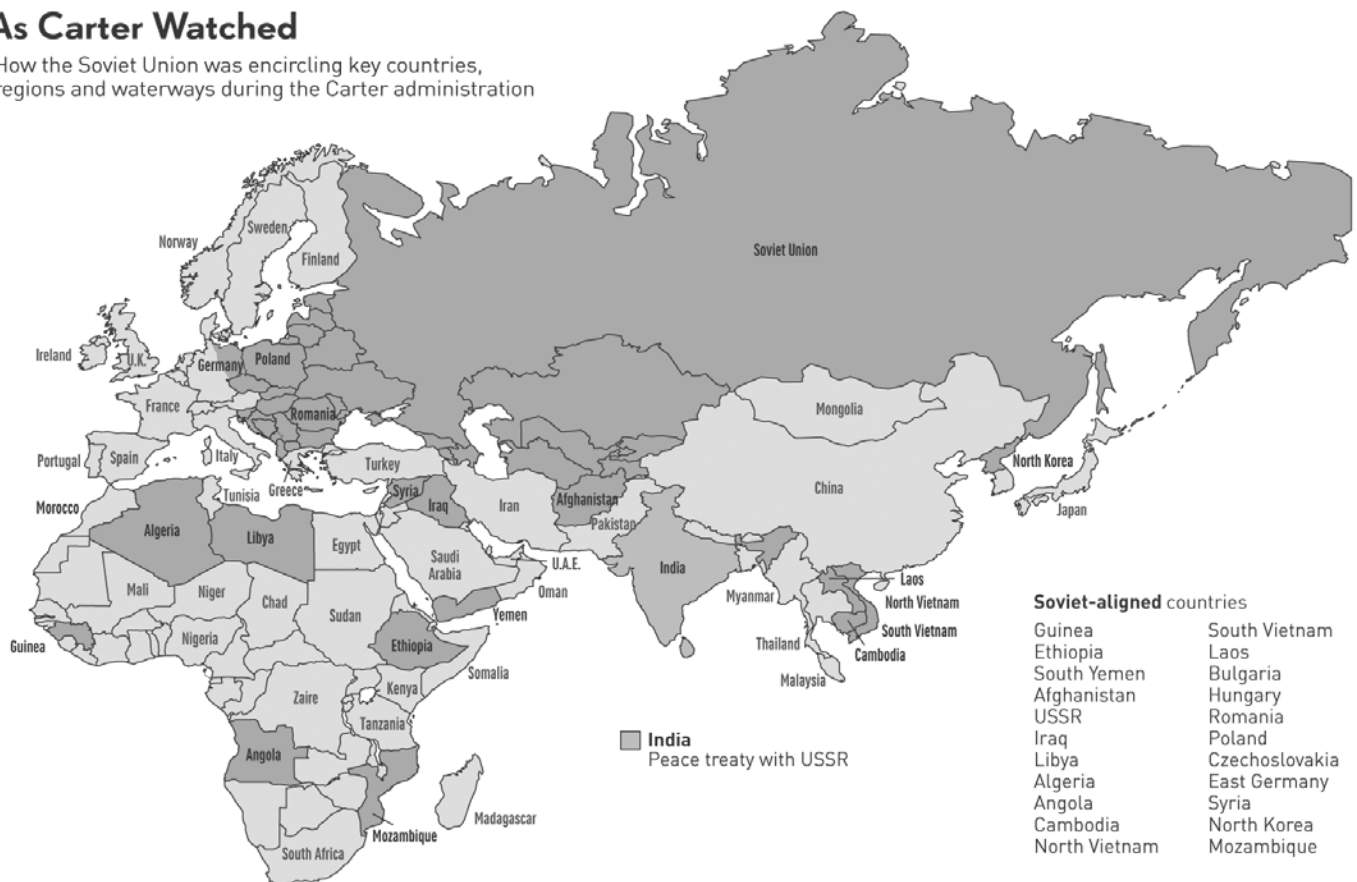 As Carter Watched
How the Soviet Union was encircling key countries,
regions and waterways during the Carter administration
Soviet Union
Norway
Sweden
Finland
Ireland
U.K.
Germany
Poland
France
Romania
Mongolia
Portugal
Spain
Italy
Greece
Turkey
North Korea
China
Japan
Morocco
Tunisia
Syria
Iraq
Iran
Afghanistan
Pakistan
Algeria
Libya
Egypt
Saudi
Arabia
U.A.E.
Oman
India
Myanmar
Laos
North Vietnam
South Vietnam
Cambodia
Thailand
Malaysia
Mali
Niger
Chad
Sudan
Yemen
Guinea
Nigeria
Ethiopia
Somalia
Zaire
Kenya
Tanzania
Angola
Mozambique
Madagascar
South Africa
India
Peace treaty with USSR
Soviet-aligned countries
Guinea
Ethiopia
South Yemen
Afghanistan
USSR
Iraq
Libya
Algeria
Angola
Cambodia
North Vietnam
South Vietnam
Laos
Bulgaria
Hungary
Romania
Poland
Czechoslovakia
East Germany
Syria
North Korea
Mozambique